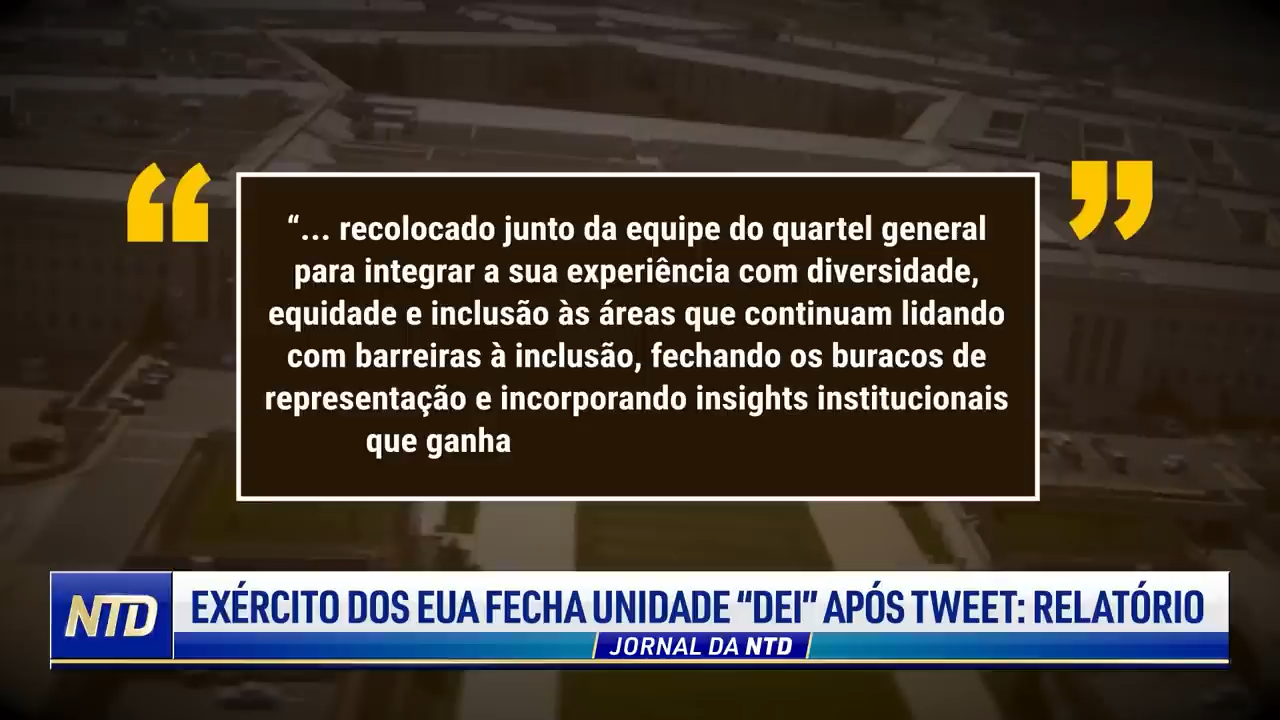 “... recolocado junto da equipe do quartel general
para integrar a sua experiência com diversidade,
equidade e inclusão às áreas que continuam lidando
com barreiras à inclusão, fechando os buracos de
representação e incorporando insights institucionais
que ganha
NTD
EXÉRCITO DOS EUA FECHA UNIDADE “DEI” APÓS TWEET: RELATÓRIO
JORNAL DA NTD